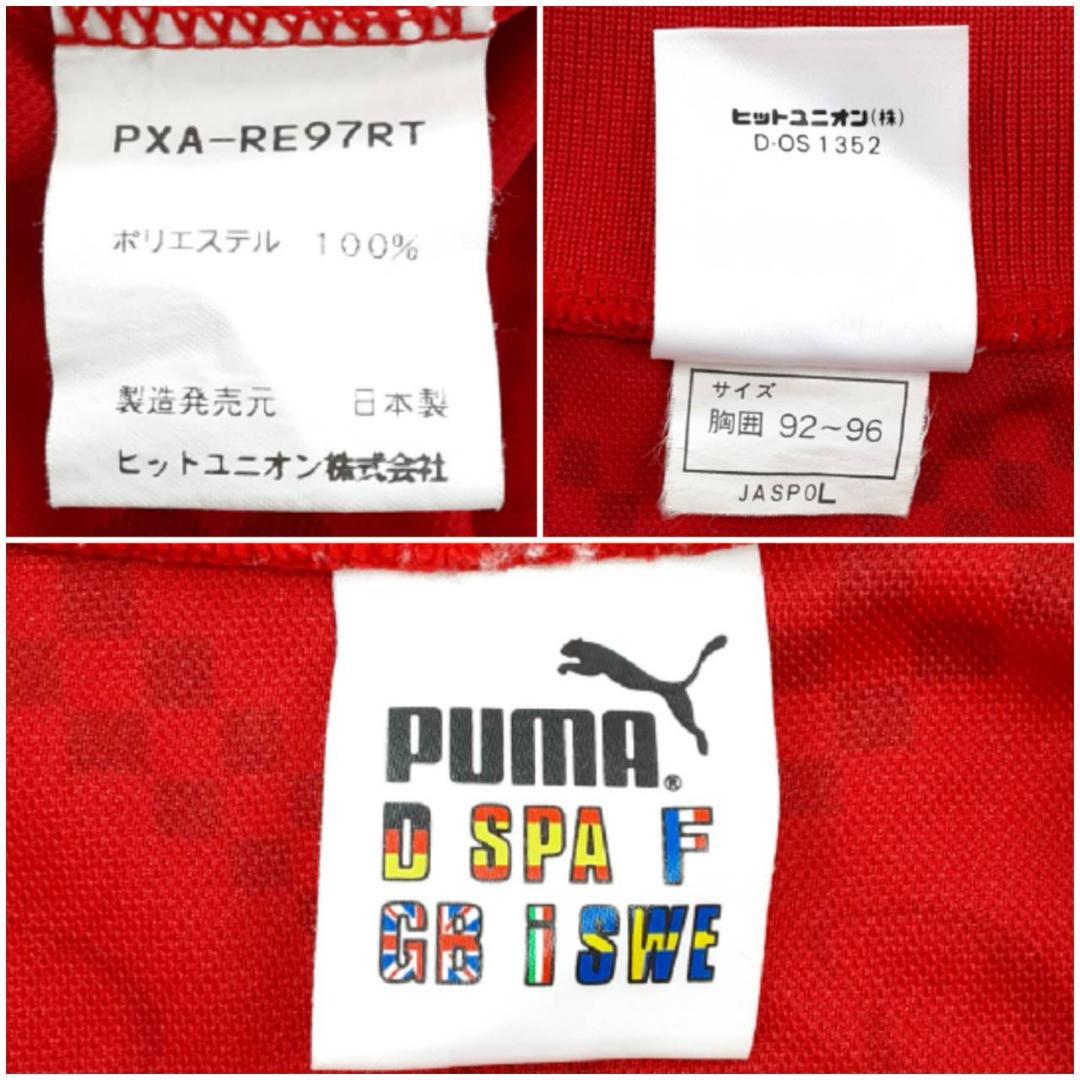 PXA-RE97RT
ポリエステル 100%
製造発売元 日本製
ヒットユニオン株式会社
ヒットユニオン(株)
D·OS 1352
サイズ
胸囲 92~96
JASPO L
PUMA®
D SPA F
GB i SWE